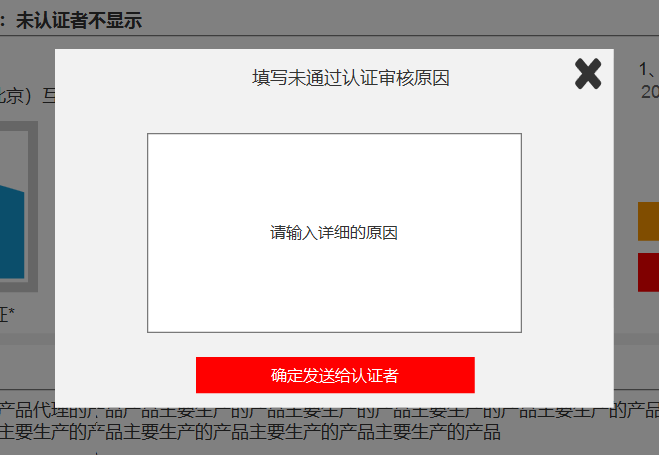 ：未认证者不显示
填写未通过认证审核原因
1、
20
北京）互
请输入详细的原因
证*
确定发送给认证者
产品代理的产品产品主要生产的产品主要生产的产品主要生产的产品主要生产的产品
主要生产的产品主要生产的产品主要生产的产品主要生产的产品